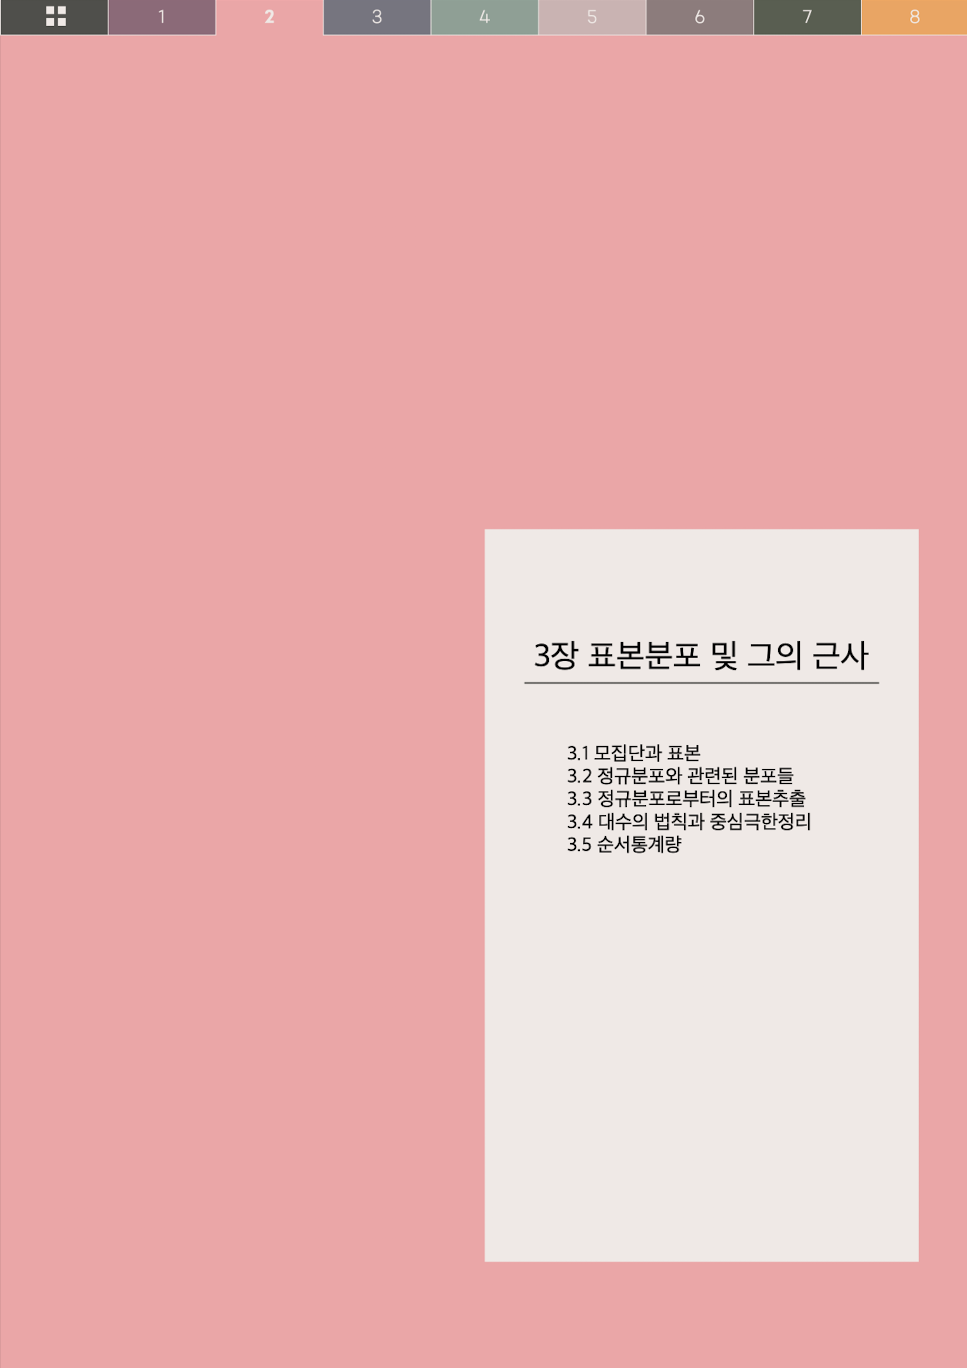 1 2 3 4 5 6 7 8
3장 표본분포 및 그의 근사
3.1 모집단과 표본
3.2 정규분포와 관련된 분포들
3.3 정규분포로부터의 표본추출
3.4 대수의 법칙과 중심극한정리
3.5 순서통계량